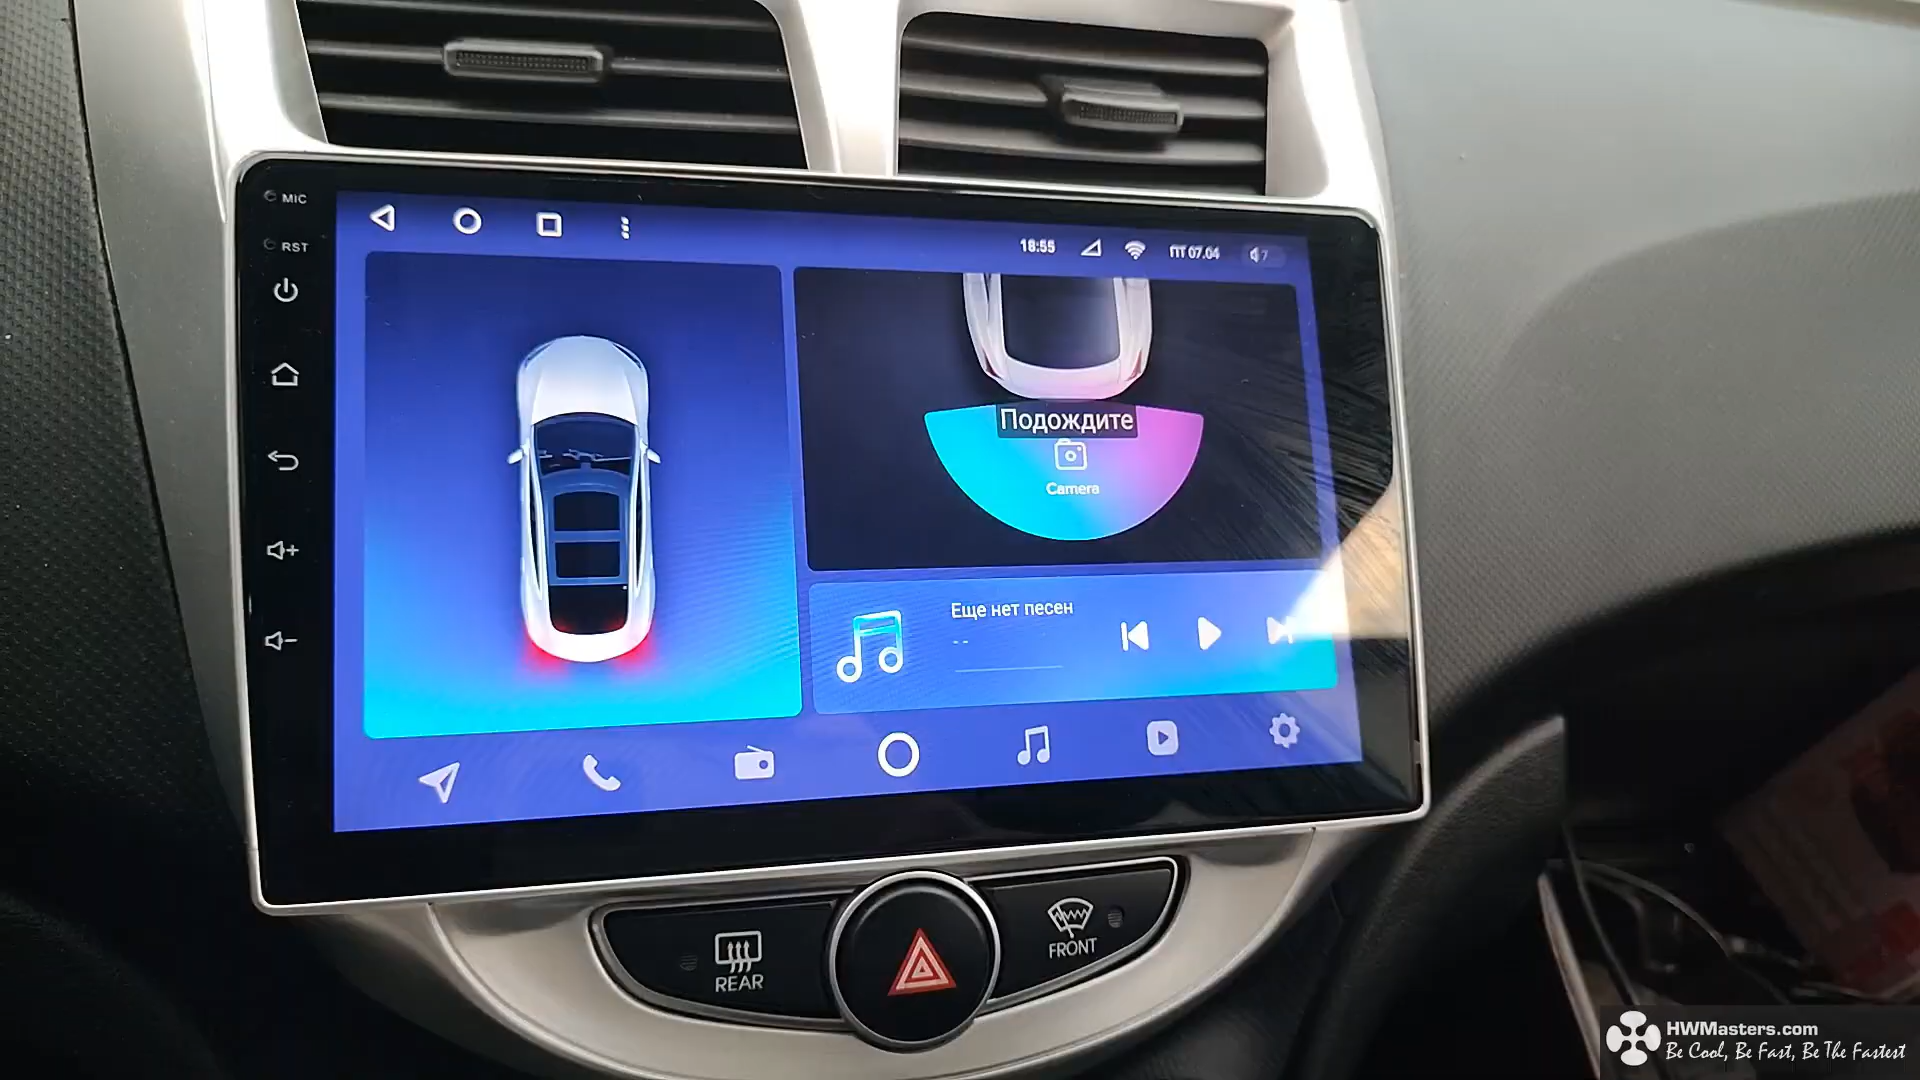 MIC
RST
18:55
ПТ 07.04
7
Подождите
Camera
Еще нет песен
--
REAR
FRONT
HWMasters.com
Be Cool, Be Fast, Be The Fastest